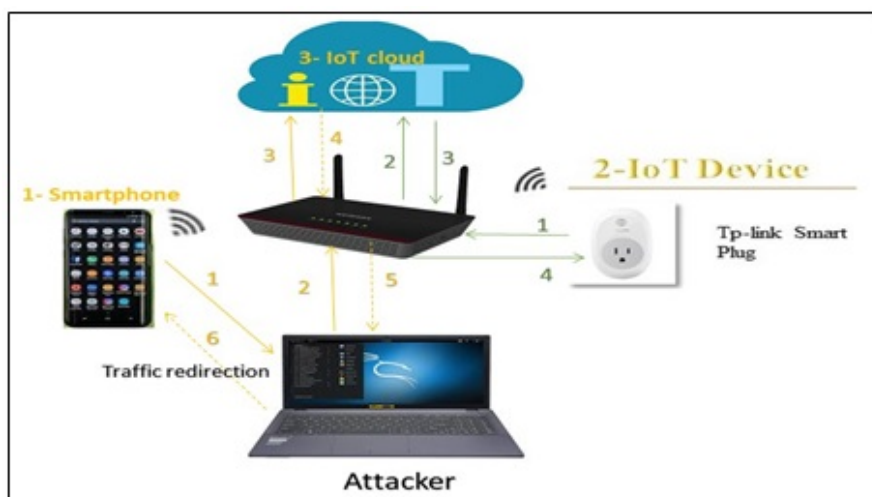 3- IoT cloud
i T
3
4
2
3
1- Smartphone
2-IoT Device
1
Tp-link Smart
Plug
4
1
2
5
6
Traffic redirection
Attacker